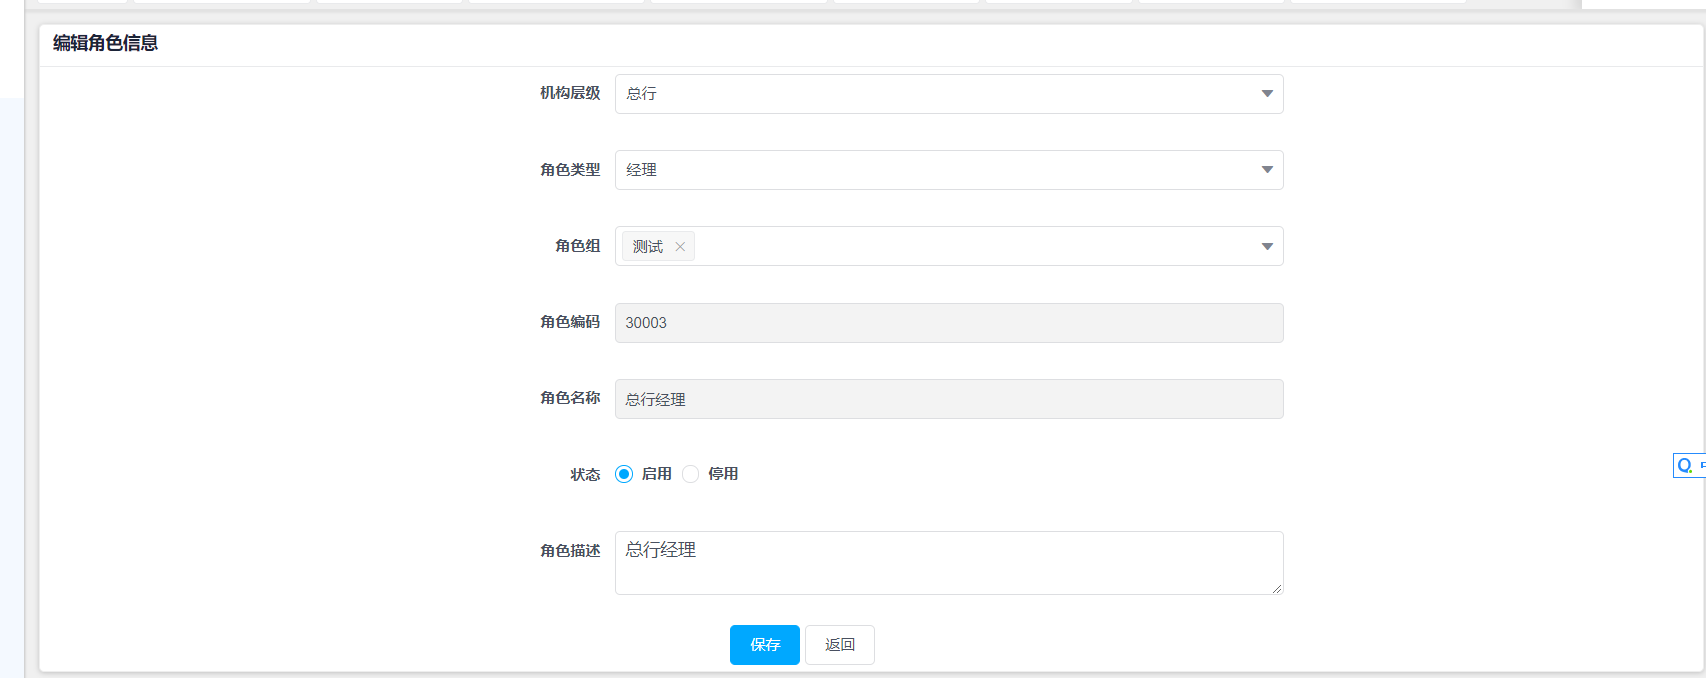 编辑角色信息
机构层级 总行
角色类型 经理
角色组 测试
角色编码 30003
角色名称 总行经理
状态 启用 停用
角色描述 总行经理
保存 返回